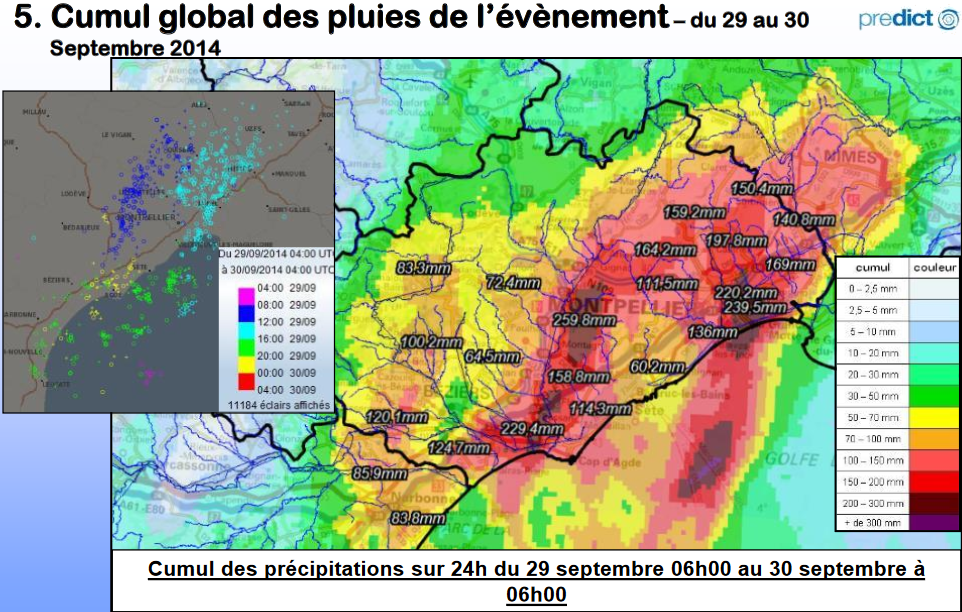 5. Cumul global des pluies de l'évènement – du 29 au 30
Septembre 2014
predict
MILLAU
LE VIGAN
LODEVE
BEDARIEUX
MONTPELLIER
SAINT-GILLES
BEZIERS
Du 29/09/2014 04:00 UTC
à 30/09/2014 04:00 UTC
04:00 29/09
08:00 29/09
12:00 29/09
16:00 29/09
20:00 29/09
00:00 30/09
04:00 30/09
11184 éclairs affichés
NIMES
150.4mm
159.2mm
140.8mm
197.8mm
164.2mm
169mm
83.3mm
72.4mm
111.5mm
220.2mm
MONTPELLIER
239.5mm
259.8mm
136mm
100.2mm
64.5mm
60.2mm
158.8mm
BEZIERS
114.3mm
Sète
120.1mm
229.4mm
124.7mm
Cap d'Agde
GOLFE
85.9mm
Narbonne
83.8mm
A61-E80
cumul couleur
0 – 2,5 mm
2,5 – 5 mm
5 – 10 mm
10 – 20 mm
20 – 30 mm
30 – 50 mm
50 – 70 mm
70 – 100 mm
100 – 150 mm
150 – 200 mm
200 – 300 mm
+ de 300 mm
Cumul des précipitations sur 24h du 29 septembre 06h00 au 30 septembre à
06h00